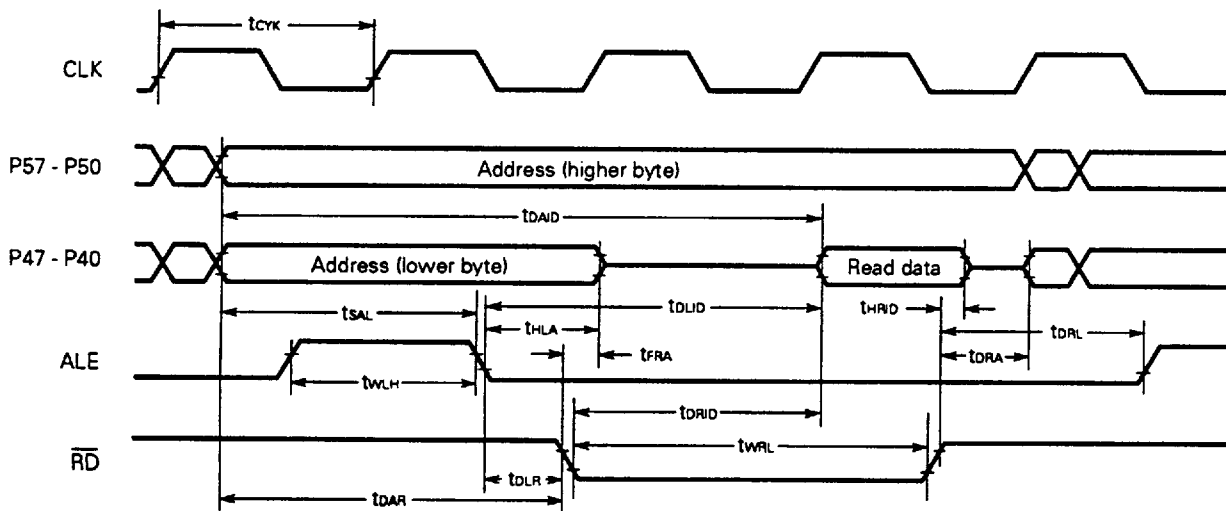 tCYK
CLK
P57 - P50
Address (higher byte)
tDAID
P47 - P40
Address (lower byte)
Read data
tSAL
tDLID
tHRID
tHLA
tDRL
ALE
tFRA
tDRA
tWLH
tDRID
RD
tWRL
tDLR
tDAR